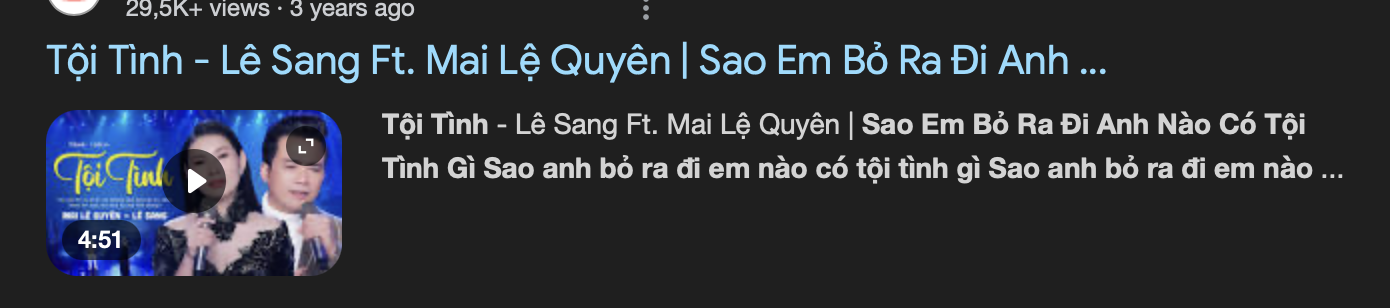 29,5K+ views · 3 years ago
Tội Tình - Lê Sang Ft. Mai Lệ Quyên | Sao Em Bỏ Ra Đi Anh ...
Tội Tình - Lê Sang Ft. Mai Lệ Quyên | Sao Em Bỏ Ra Đi Anh Nào Có Tội
Tình Gì Sao anh bỏ ra đi em nào có tội tình gì Sao anh bỏ ra đi em nào ...
Tội Tình
MAI LỆ QUYÊN - LÊ SANG
4:51